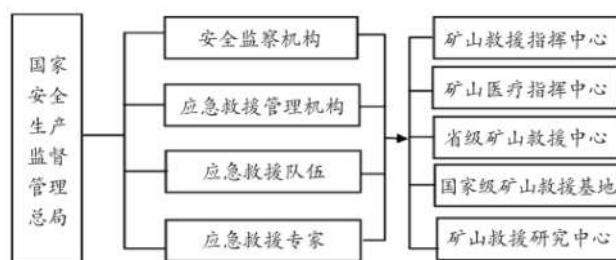 国家
安全
生产
监督
管理
总局
安全监察机构
应急救援管理机构
应急救援队伍
应急救援专家
矿山救援指挥中心
矿山医疗指挥中心
省级矿山救援中心
国家级矿山救援基地
矿山救援研究中心